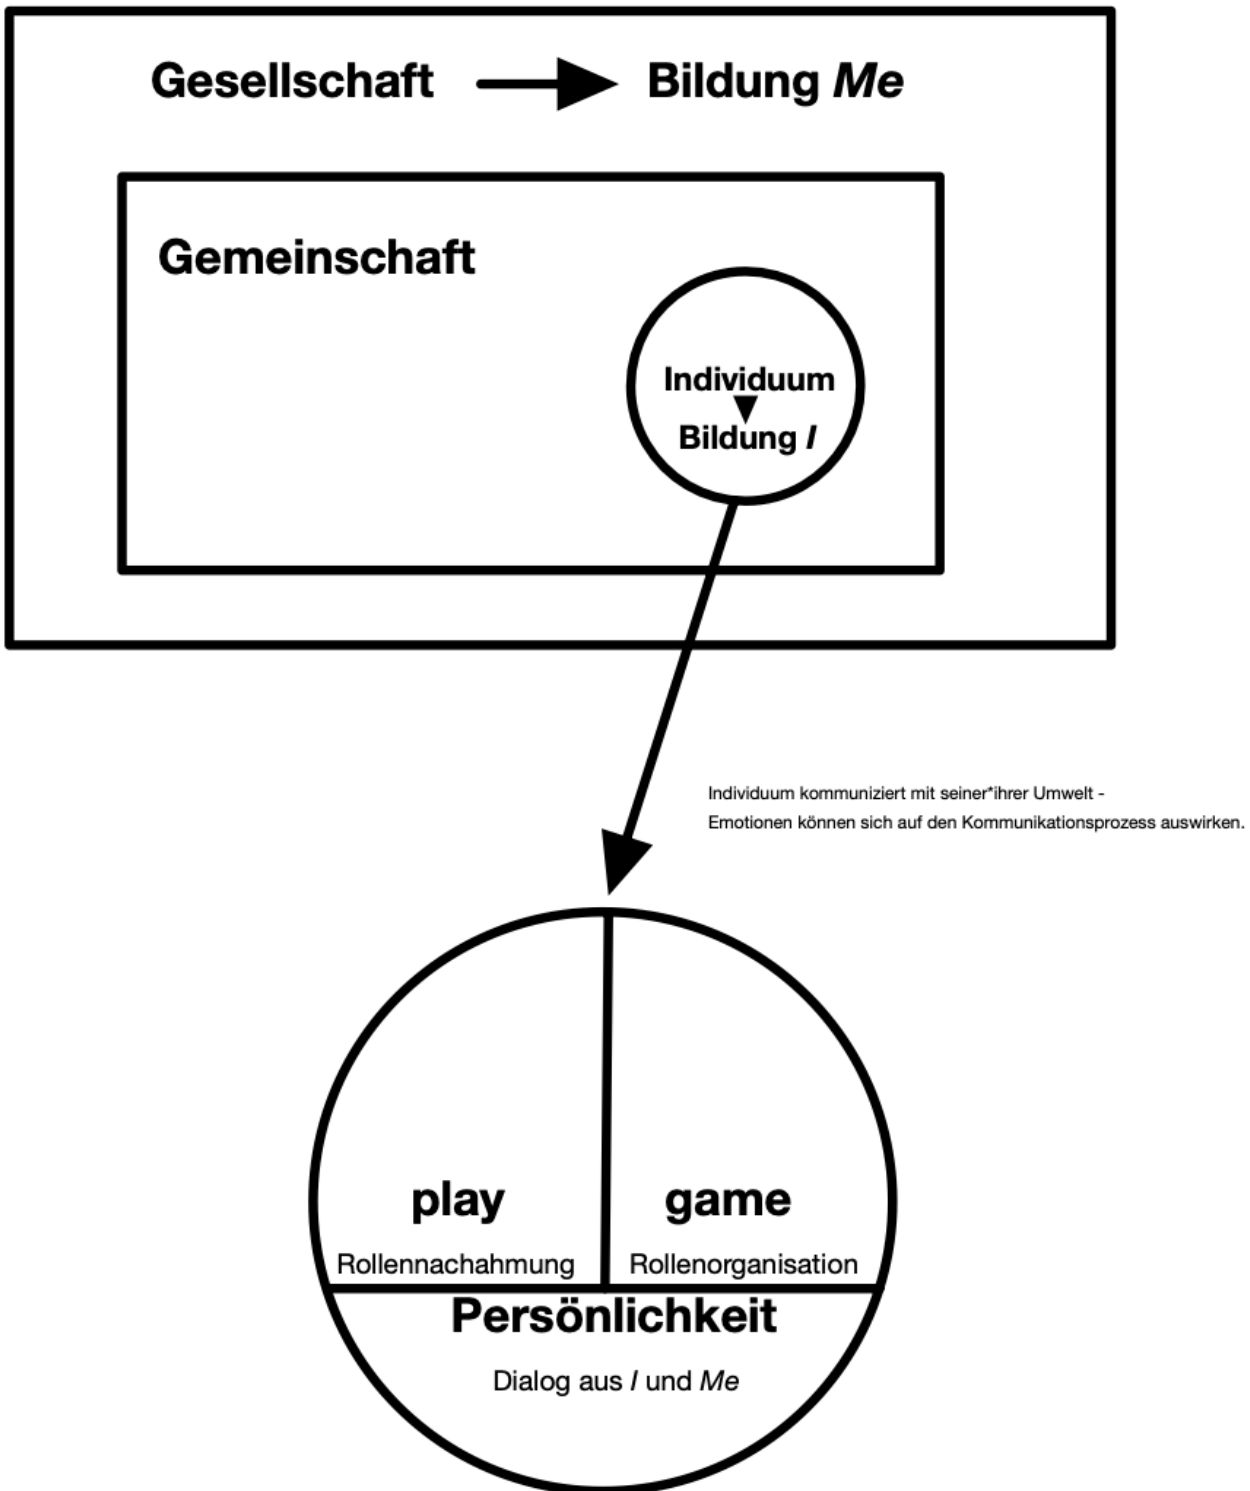 Gesellschaft Bildung Me
Gemeinschaft
Individuum
Bildung I
Individuum kommuniziert mit seiner*ihrer Umwelt -
Emotionen können sich auf den Kommunikationsprozess auswirken.
play game
Rollennachahmung Rollenorganisation
Persönlichkeit
Dialog aus I und Me